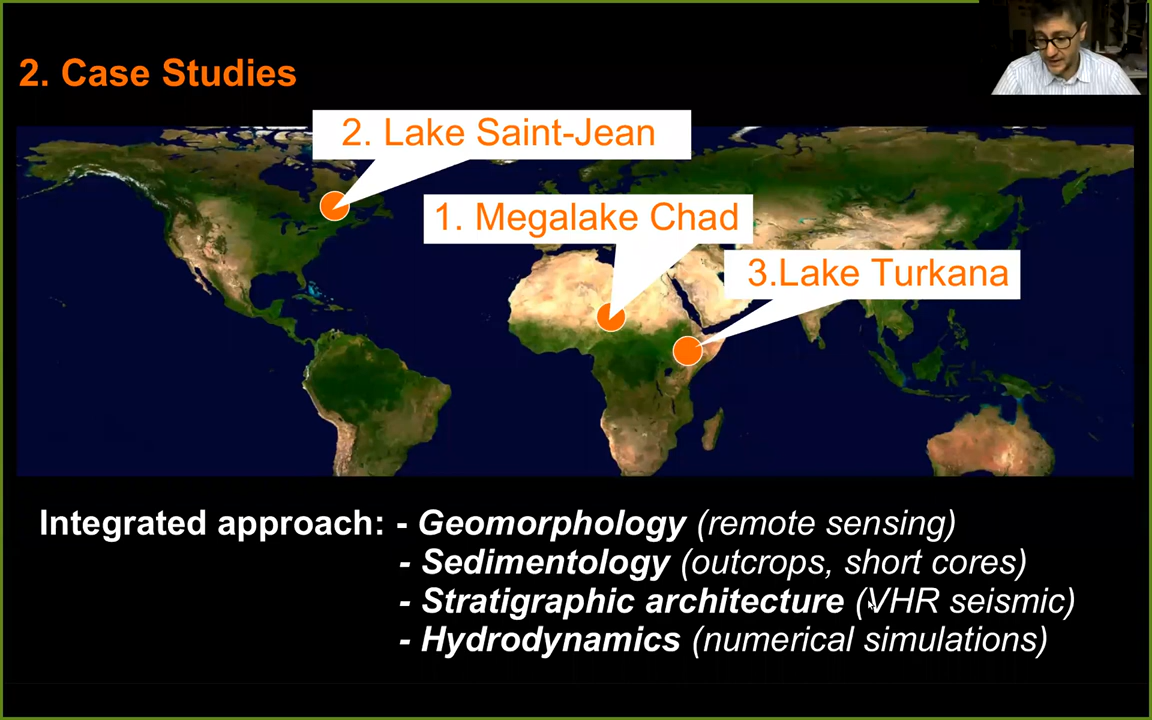 2. Case Studies
2. Lake Saint-Jean
1. Megalake Chad
3.Lake Turkana
Integrated approach: - Geomorphology (remote sensing)
- Sedimentology (outcrops, short cores)
- Stratigraphic architecture (VHR seismic)
- Hydrodynamics (numerical simulations)